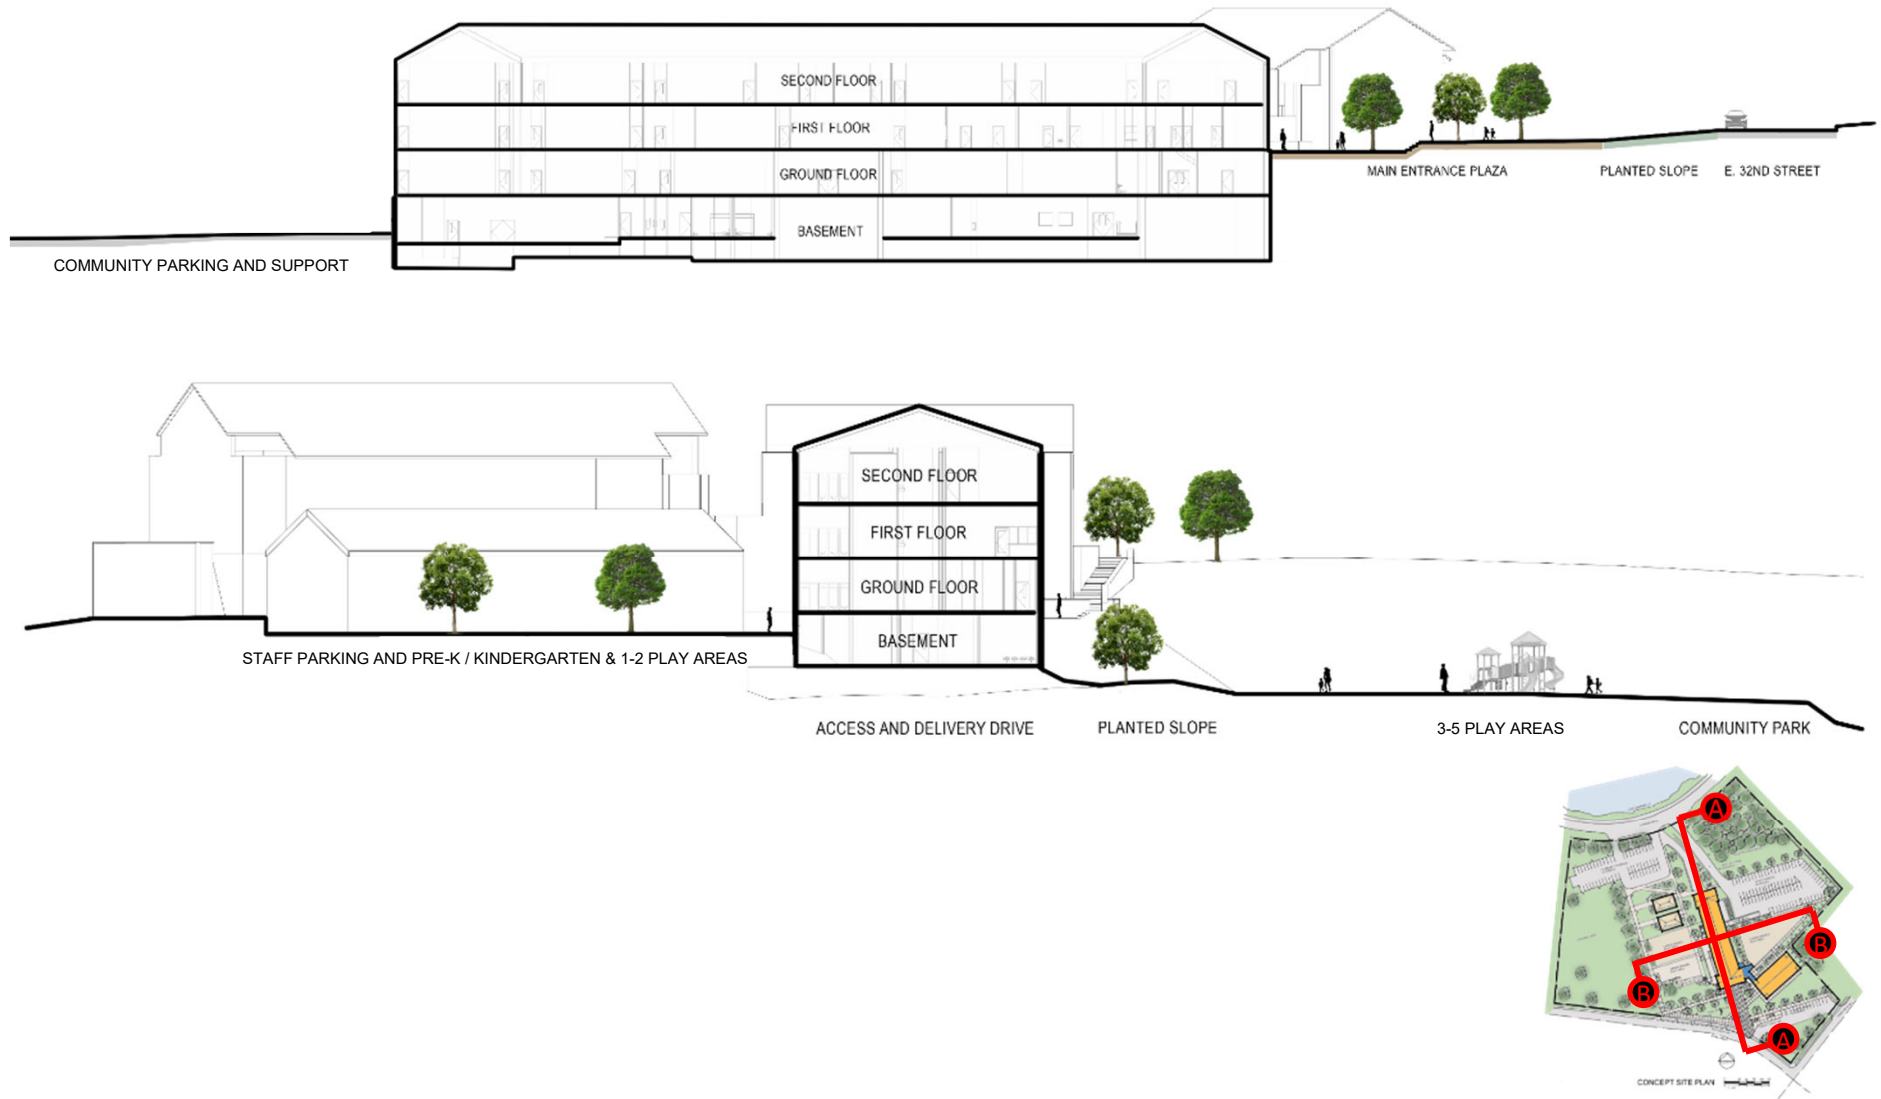 SECOND FLOOR
FIRST FLOOR
GROUND FLOOR
BASEMENT
MAIN ENTRANCE PLAZA
PLANTED SLOPE
E. 32ND STREET
COMMUNITY PARKING AND SUPPORT
SECOND FLOOR
FIRST FLOOR
GROUND FLOOR
BASEMENT
STAFF PARKING AND PRE-K / KINDERGARTEN & 1-2 PLAY AREAS
ACCESS AND DELIVERY DRIVE
PLANTED SLOPE
3-5 PLAY AREAS
COMMUNITY PARK
A
B
B
A
CONCEPT SITE PLAN